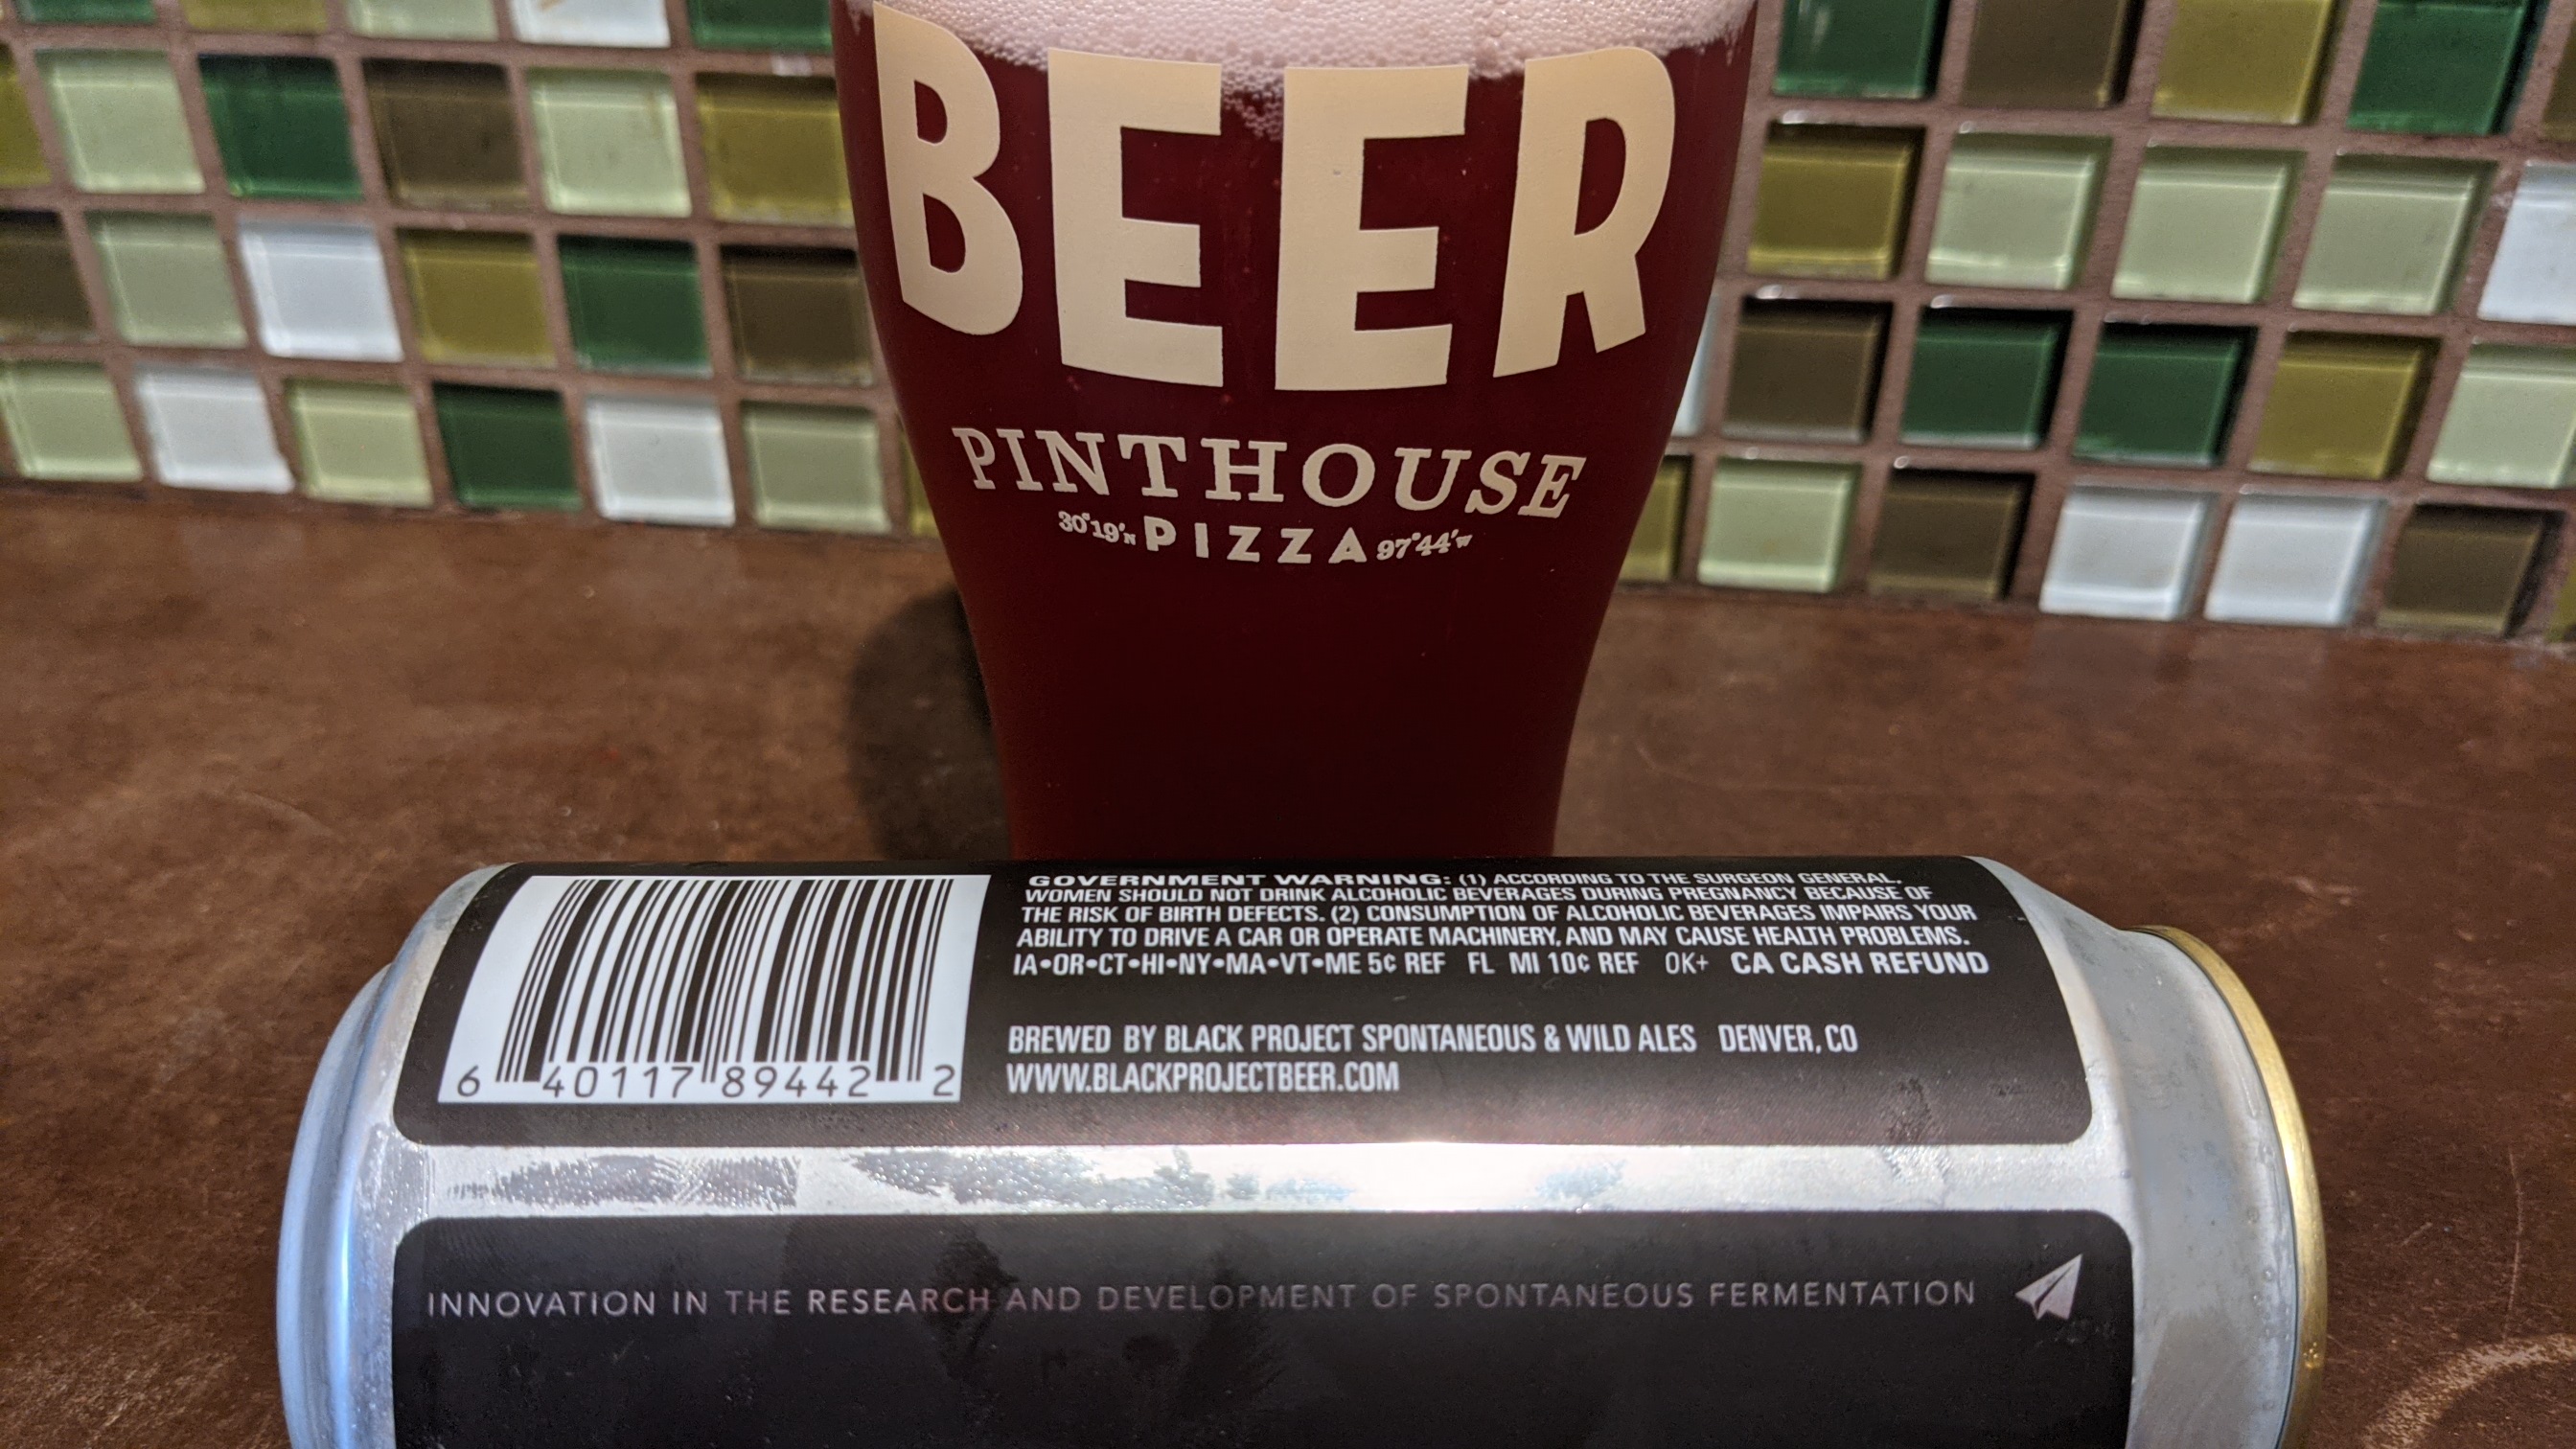 BEER
PINTHOUSE
30°19'N PIZZA 97°44'W
GOVERNMENT WARNING: (1) ACCORDING TO THE SURGEON GENERAL,
WOMEN SHOULD NOT DRINK ALCOHOLIC BEVERAGES DURING PREGNANCY BECAUSE OF
THE RISK OF BIRTH DEFECTS. (2) CONSUMPTION OF ALCOHOLIC BEVERAGES IMPAIRS YOUR
ABILITY TO DRIVE A CAR OR OPERATE MACHINERY, AND MAY CAUSE HEALTH PROBLEMS.
IA•OR•CT•HI•NY•MA•VT•ME 5¢ REF FL MI 10¢ REF OK+ CA CASH REFUND
BREWED BY BLACK PROJECT SPONTANEOUS & WILD ALES DENVER, CO
WWW.BLACKPROJECTBEER.COM
6 40117 89442 2
INNOVATION IN THE RESEARCH AND DEVELOPMENT OF SPONTANEOUS FERMENTATION